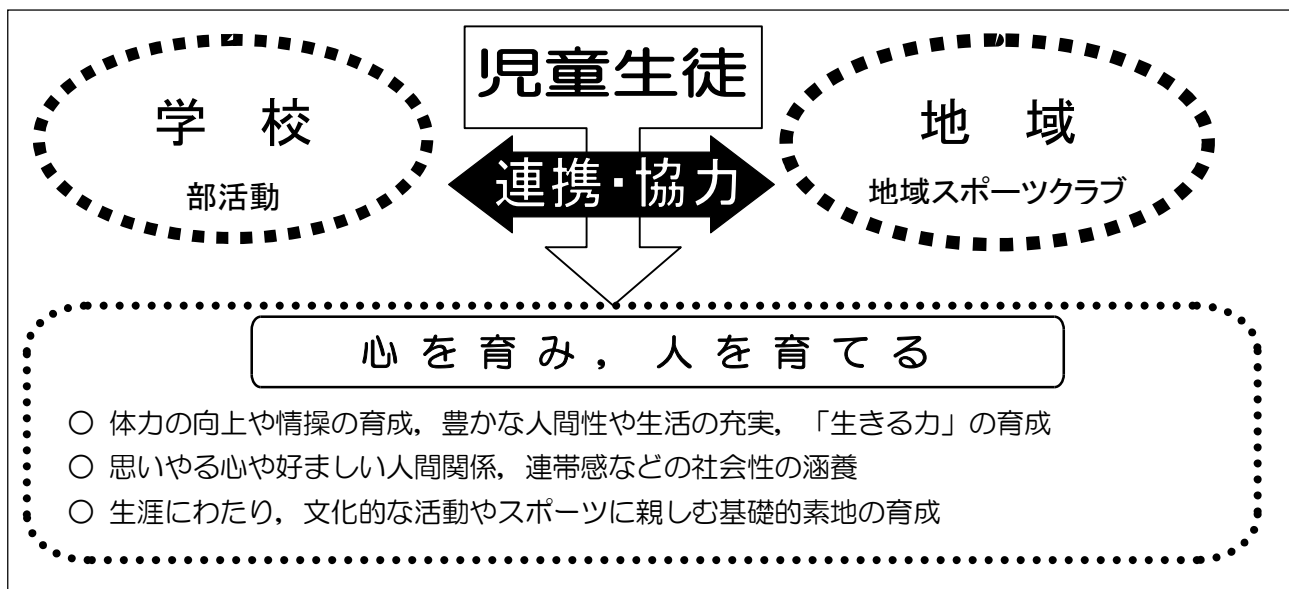 児童生徒
学　校
地　域
連携・協力
部活動
地域スポーツクラブ
心を育み，人を育てる
○ 体力の向上や情操の育成，豊かな人間性や生活の充実，「生きる力」の育成
○ 思いやる心や好ましい人間関係，連帯感などの社会性の涵養
○ 生涯にわたり，文化的な活動やスポーツに親しむ基礎的素地の育成